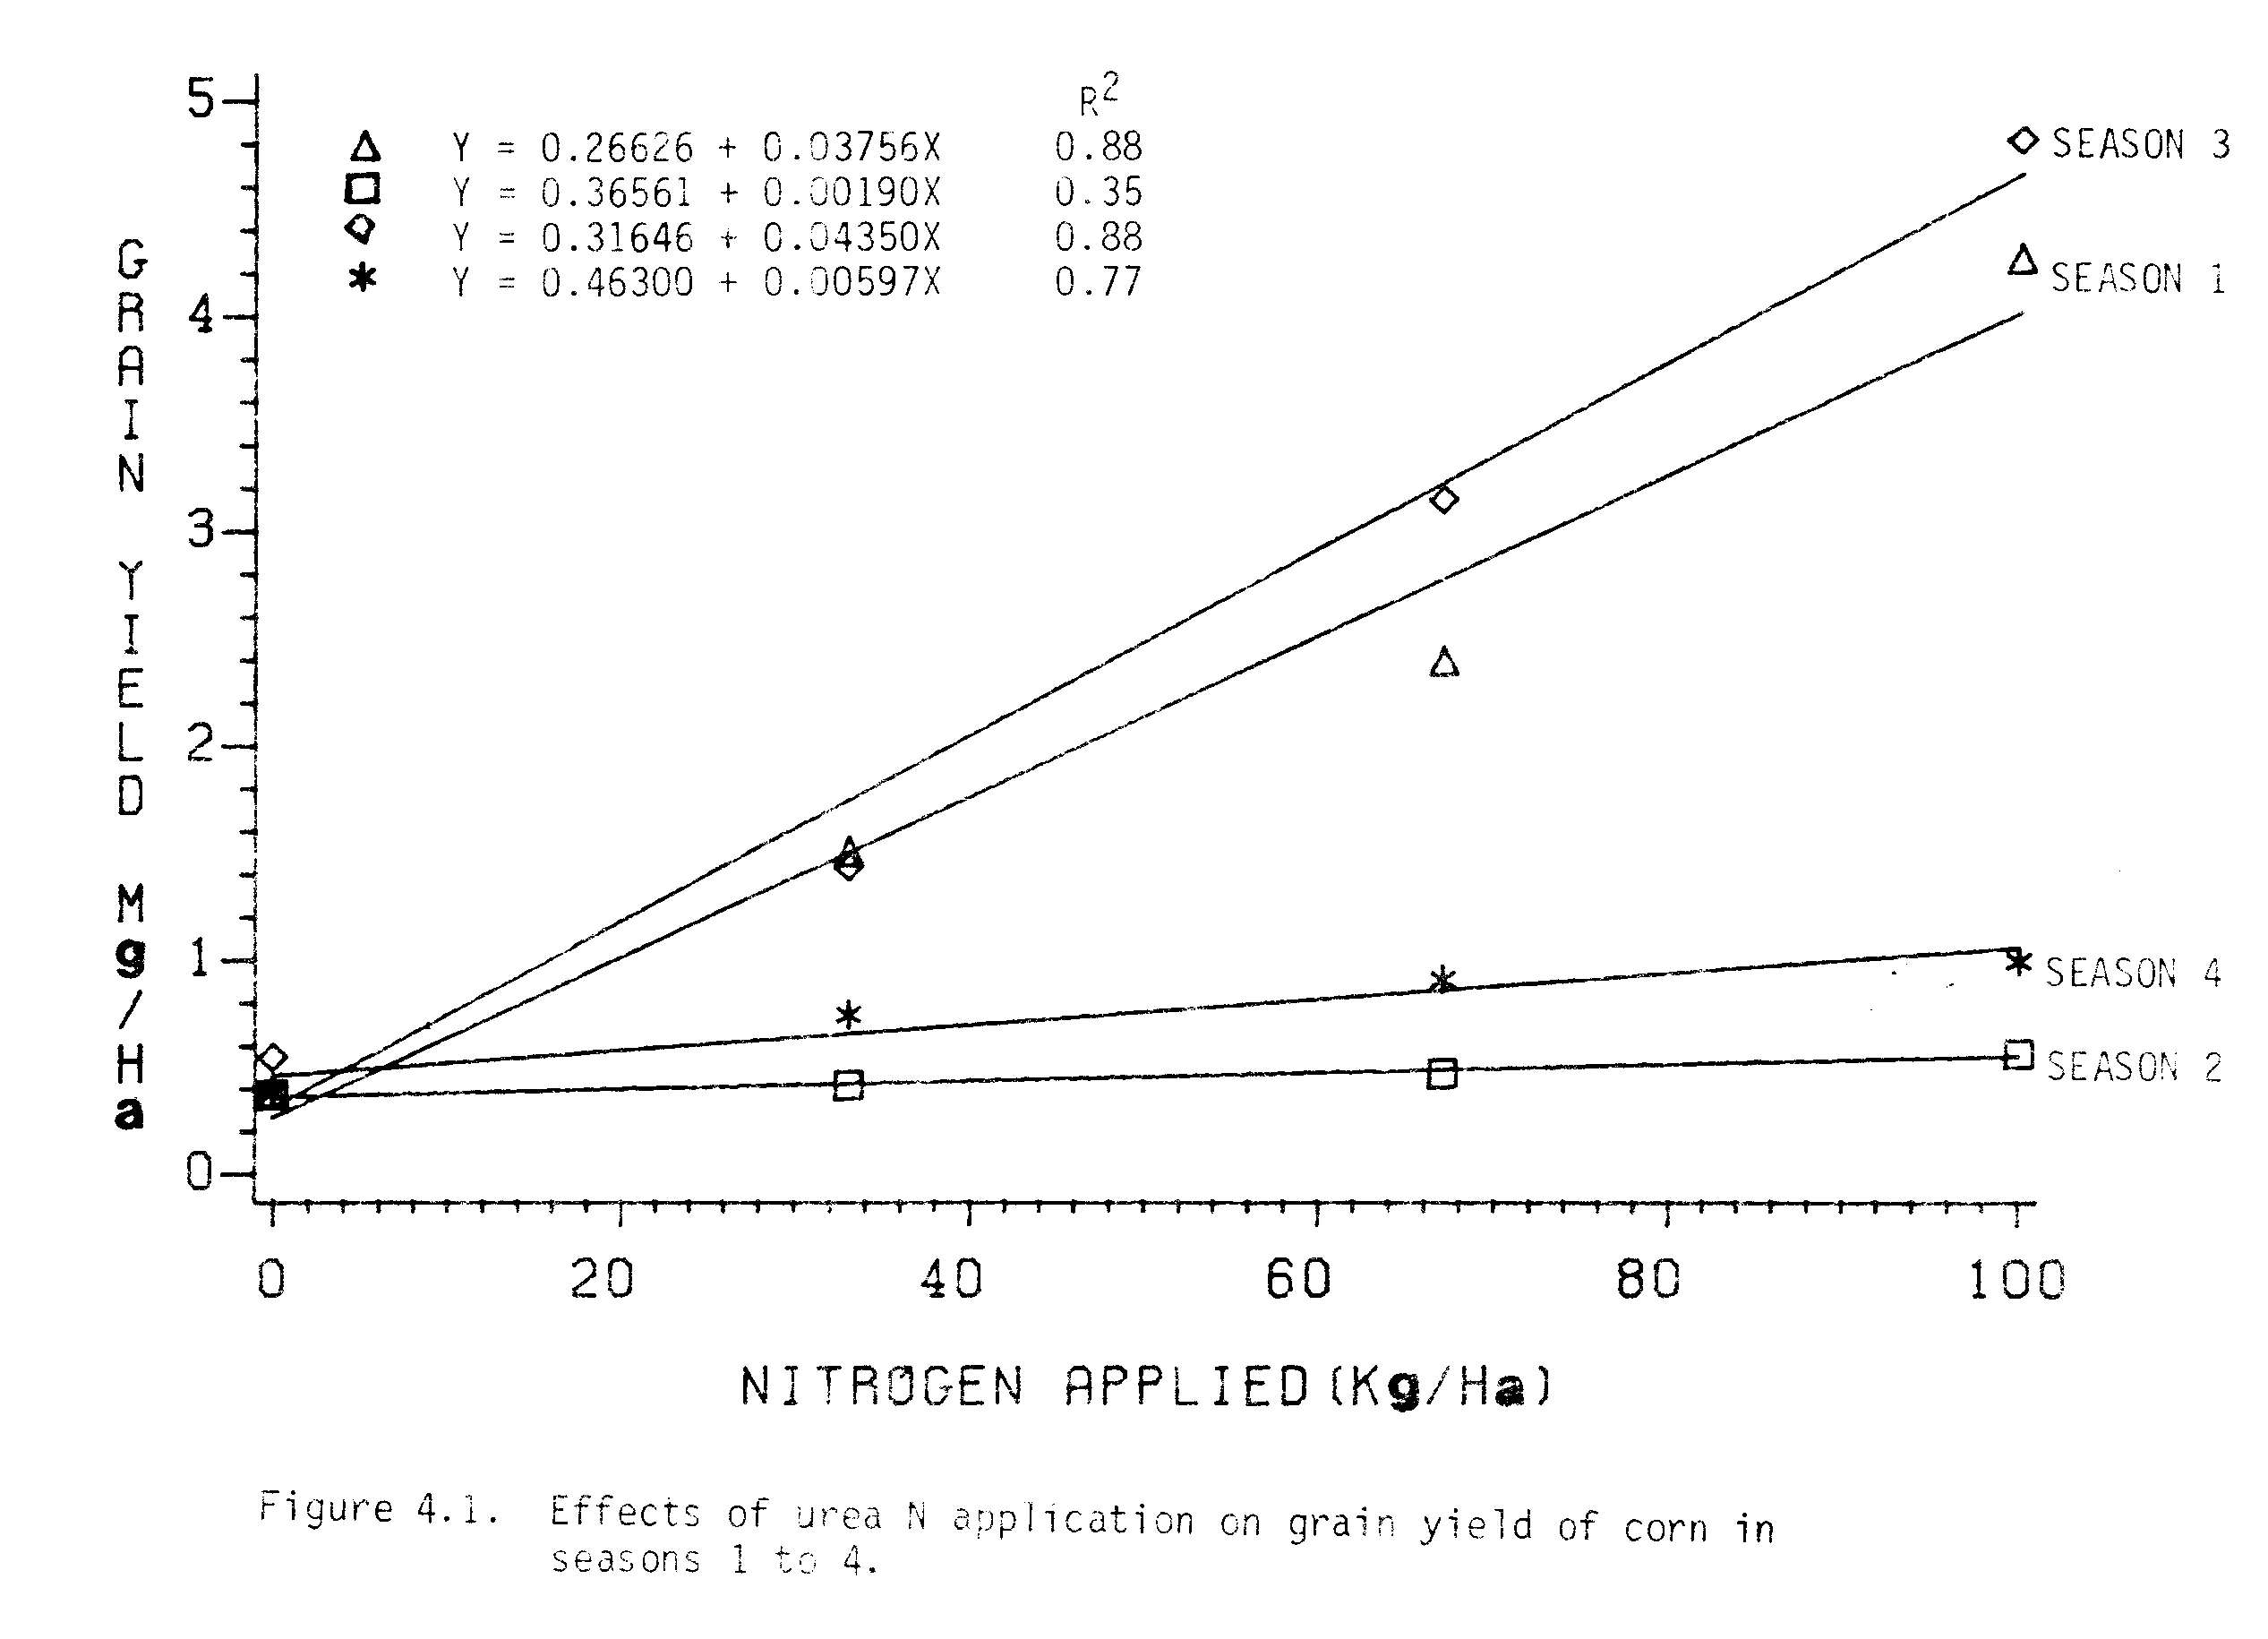 R²
Y = 0.26626 + 0.03756X 0.88
Y = 0.36561 + 0.00190X 0.35
Y = 0.31646 + 0.04350X 0.88
Y = 0.46300 + 0.00597X 0.77
GRAIN YIELD Mg/Ha
5
4
3
2
1
0
SEASON 3
SEASON 1
SEASON 4
SEASON 2
0 20 40 60 80 100
NITROGEN APPLIED(Kg/Ha)
Figure 4.1. Effects of urea N application on grain yield of corn in
seasons 1 to 4.